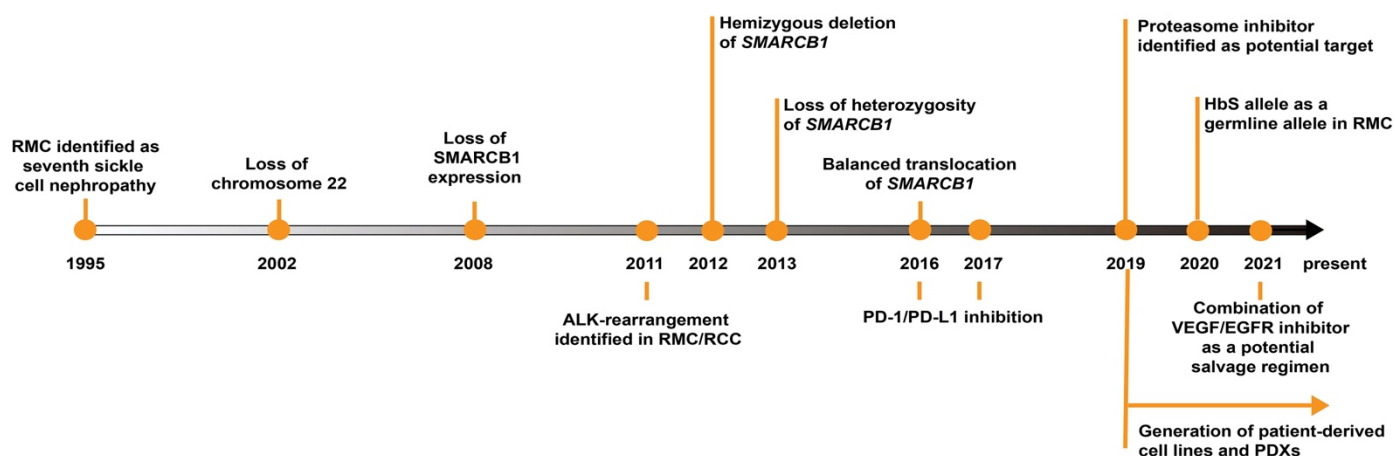 RMC identified as
seventh sickle
cell nephropathy
Loss of
chromosome 22
Loss of
SMARCB1
expression
Hemizygous deletion
of SMARCB1
Loss of heterozygosity
of SMARCB1
Balanced translocation
of SMARCB1
Proteasome inhibitor
identified as potential target
HbS allele as a
germline allele in RMC
1995
2002
2008
2011
2012
2013
2016
2017
2019
2020
2021
present
ALK-rearrangement
identified in RMC/RCC
PD-1/PD-L1 inhibition
Combination of
VEGF/EGFR inhibitor
as a potential
salvage regimen
Generation of patient-derived
cell lines and PDXs